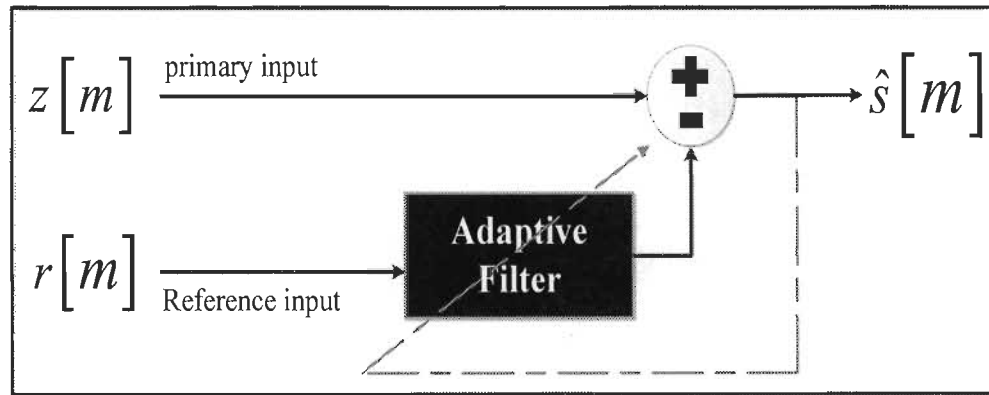 z[m] primary input + - ŝ[m]
Adaptive
Filter
r[m] Reference input